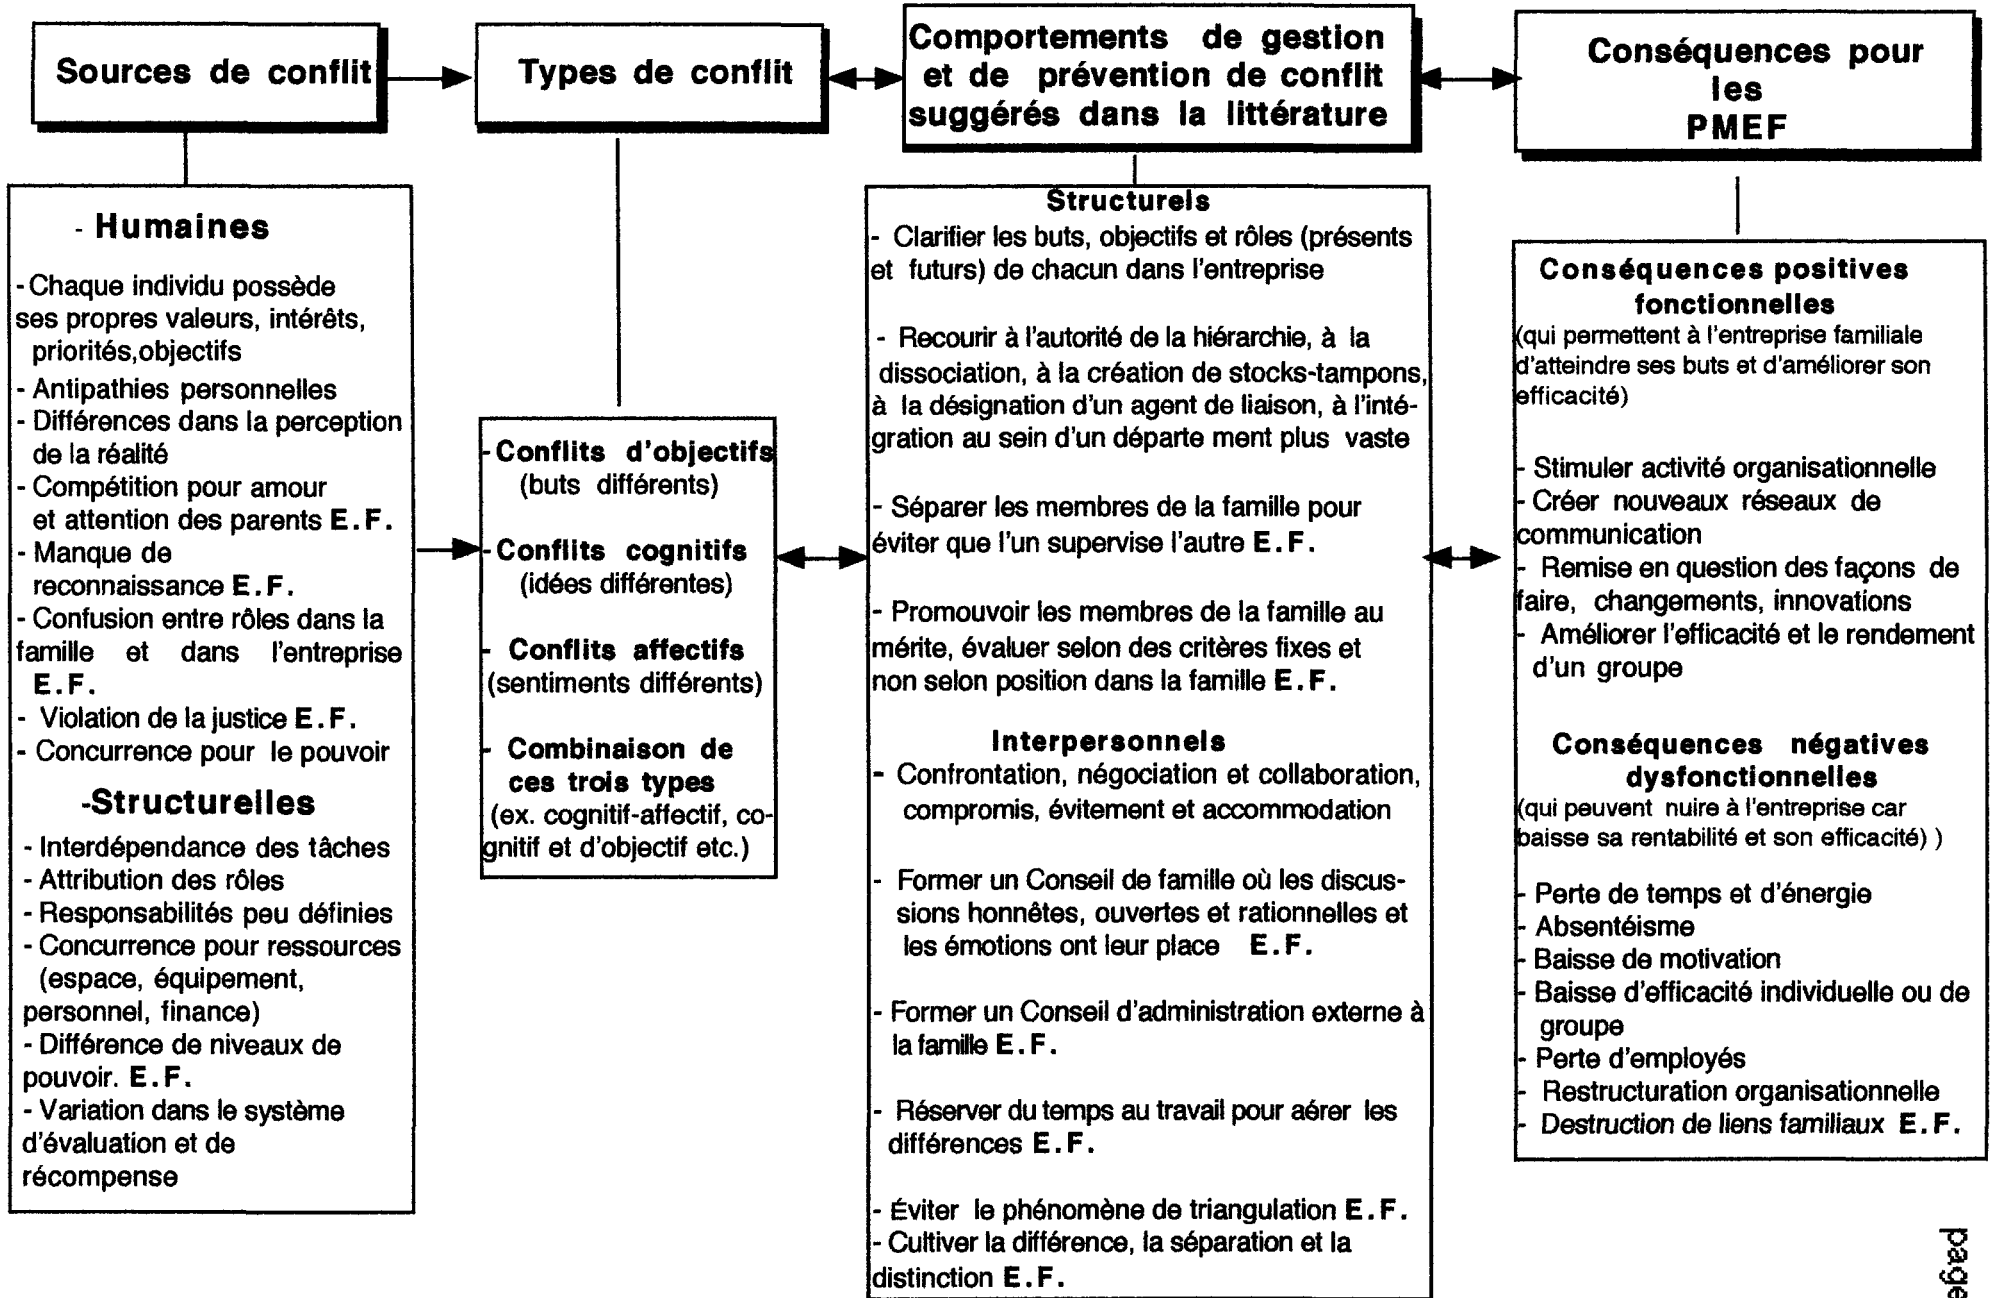 Sources de conflit
Types de conflit
Comportements de gestion
et de prévention de conflit
suggérés dans la littérature
Conséquences pour
les
PMEF
- Humaines
- Chaque individu possède
ses propres valeurs, intérêts,
priorités,objectifs
- Antipathies personnelles
- Différences dans la perception
de la réalité
- Compétition pour amour
et attention des parents E.F.
- Manque de
reconnaissance E.F.
- Confusion entre rôles dans la
famille et dans l'entreprise
E.F.
- Violation de la justice E.F.
- Concurrence pour le pouvoir
-Structurelles
- Interdépendance des tâches
- Attribution des rôles
- Responsabilités peu définies
- Concurrence pour ressources
(espace, équipement,
personnel, finance)
- Différence de niveaux de
pouvoir. E.F.
- Variation dans le système
d'évaluation et de
récompense
- Conflits d'objectifs
(buts différents)
- Conflits cognitifs
(idées différentes)
- Conflits affectifs
(sentiments différents)
- Combinaison de
ces trois types
(ex. cognitif-affectif, co-
gnitif et d'objectif etc.)
Structurels
- Clarifier les buts, objectifs et rôles (présents
et futurs) de chacun dans l'entreprise
- Recourir à l'autorité de la hiérarchie, à la
dissociation, à la création de stocks-tampons,
à la désignation d'un agent de liaison, à l'inté-
gration au sein d'un départe ment plus vaste
- Séparer les membres de la famille pour
éviter que l'un supervise l'autre E.F.
- Promouvoir les membres de la famille au
mérite, évaluer selon des critères fixes et
non selon position dans la famille E.F.
Interpersonnels
- Confrontation, négociation et collaboration,
compromis, évitement et accommodation
- Former un Conseil de famille où les discus-
sions honnêtes, ouvertes et rationnelles et
les émotions ont leur place E.F.
- Former un Conseil d'administration externe à
la famille E.F.
- Réserver du temps au travail pour aérer les
différences E.F.
- Éviter le phénomène de triangulation E.F.
- Cultiver la différence, la séparation et la
distinction E.F.
Conséquences positives
fonctionnelles
(qui permettent à l'entreprise familiale
d'atteindre ses buts et d'améliorer son
efficacité)
- Stimuler activité organisationnelle
- Créer nouveaux réseaux de
communication
- Remise en question des façons de
faire, changements, innovations
- Améliorer l'efficacité et le rendement
d'un groupe
Conséquences négatives
dysfonctionnelles
(qui peuvent nuire à l'entreprise car
baisse sa rentabilité et son efficacité) )
- Perte de temps et d'énergie
- Absentéisme
- Baisse de motivation
- Baisse d'efficacité individuelle ou de
groupe
- Perte d'employés
- Restructuration organisationnelle
- Destruction de liens familiaux E.F.
page